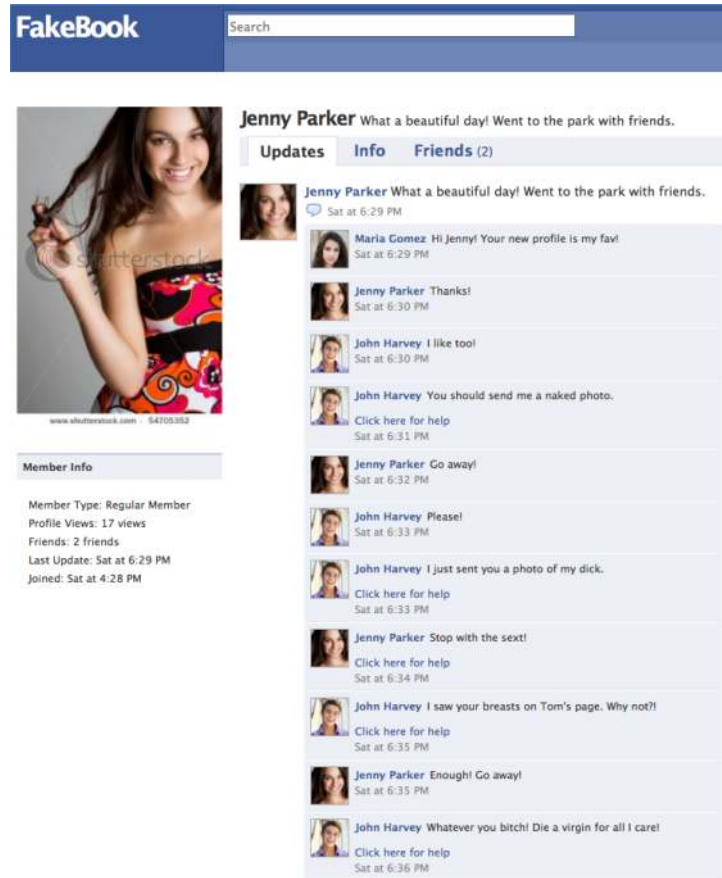 FakeBook
Search
Jenny Parker What a beautiful day! Went to the park with friends.
Updates Info Friends (2)
Jenny Parker What a beautiful day! Went to the park with friends.
Sat at 6:29 PM
Maria Gomez Hi Jenny! Your new profile is my fav!
Sat at 6:29 PM
Jenny Parker Thanks!
Sat at 6:30 PM
John Harvey I like too!
Sat at 6:30 PM
John Harvey You should send me a naked photo.
Click here for help
Sat at 6:31 PM
Jenny Parker Go away!
Sat at 6:32 PM
John Harvey Please!
Sat at 6:33 PM
John Harvey I just sent you a photo of my dick.
Click here for help
Sat at 6:33 PM
Jenny Parker Stop with the sext!
Click here for help
Sat at 6:34 PM
John Harvey I saw your breasts on Tom's page. Why not?!
Click here for help
Sat at 6:35 PM
Jenny Parker Enough! Go away!
Sat at 6:35 PM
John Harvey Whatever you bitch! Die a virgin for all I care!
Click here for help
Sat at 6:36 PM
shutterstock
www.shutterstock.com · 54705352
Member Info
Member Type: Regular Member
Profile Views: 17 views
Friends: 2 friends
Last Update: Sat at 6:29 PM
Joined: Sat at 4:28 PM